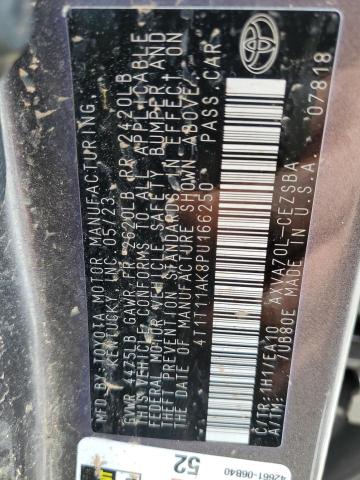 MFD.BY:TOYOTA MOTOR MANUFACTURING,
KENTUCKY, INC. 05/23
GVWR 4475LB GAWR FR 2620LB RR 2420LB
THIS VEHICLE CONFORMS TO ALL APPLICABLE
FEDERAL MOTOR VEHICLE SAFETY, BUMPER, AND
THEFT PREVENTION STANDARDS IN EFFECT ON
THE DATE OF MANUFACTURE SHOWN ABOVE.
4T1T11AK8PU166250 PASS.CAR
C/TR: 1H1/EA10 AXVA70L-CEZSBA
A/TM: -/UB80E MADE IN U.S.A. 07818
52
42661-06B40